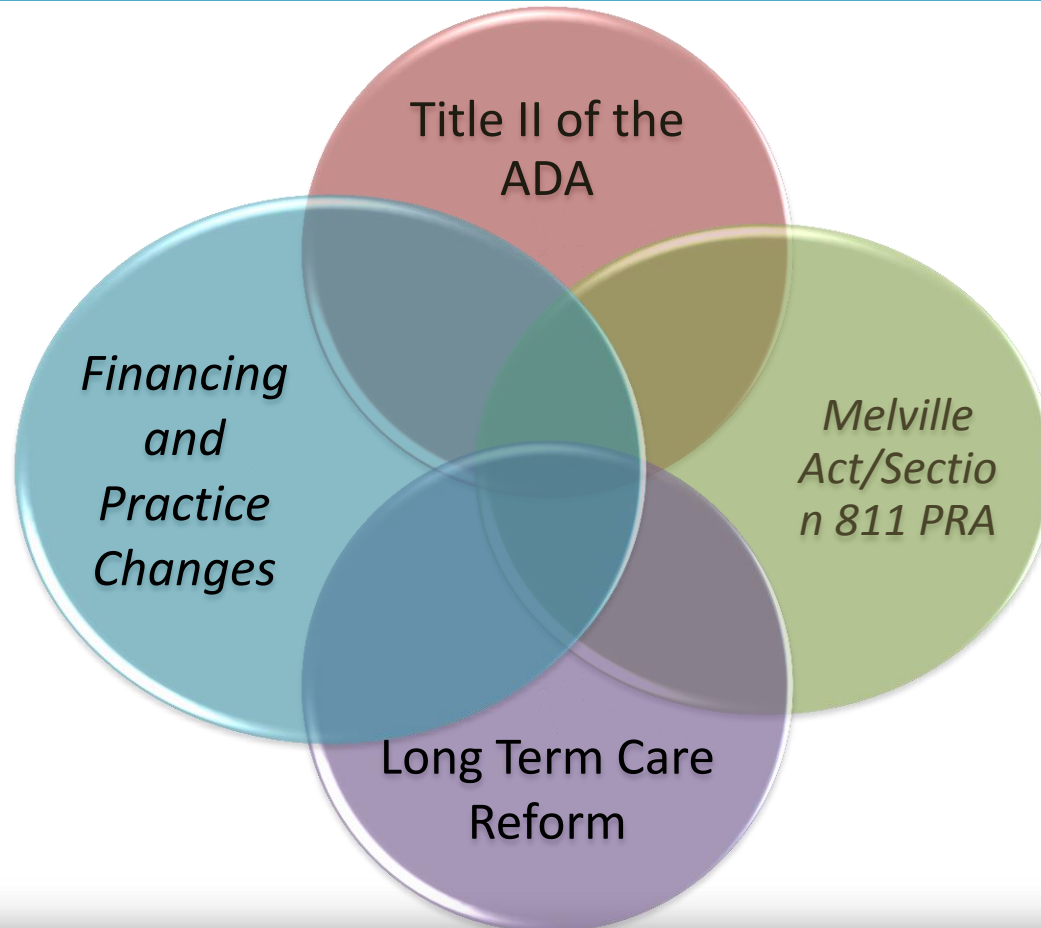 Title II of the
ADA
Financing
and
Practice
Changes
Melville
Act/Sectio
n 811 PRA
Long Term Care
Reform